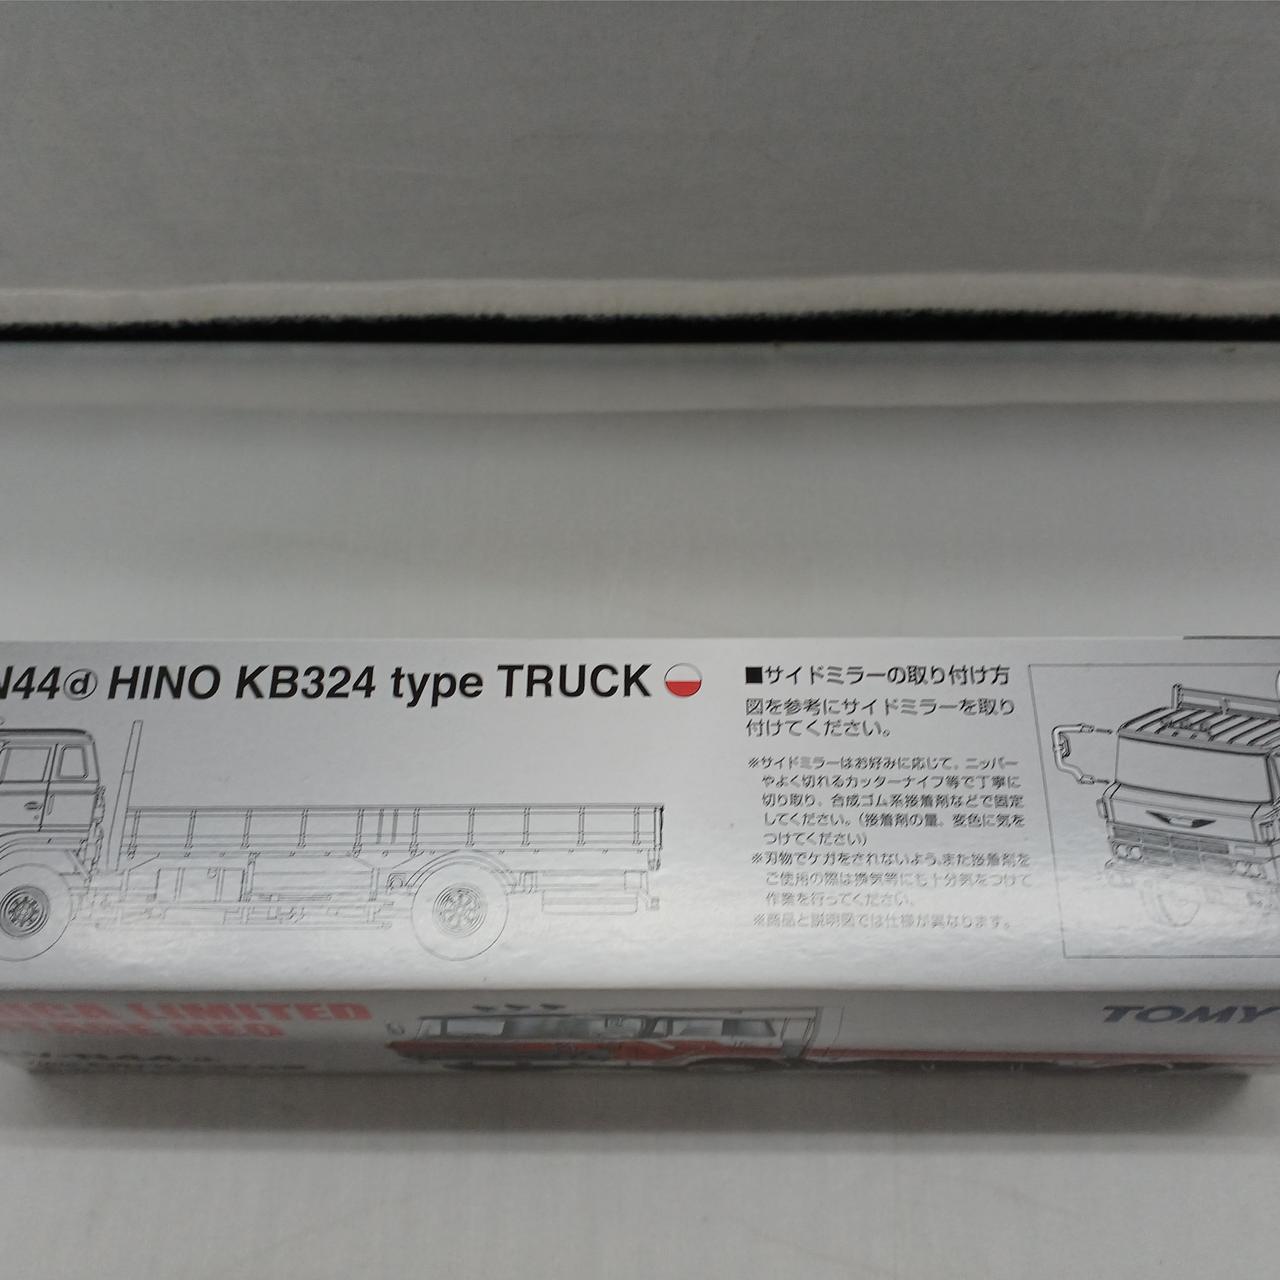 N44ⓓ HINO KB324 type TRUCK
■サイドミラーの取り付け方
図を参考にサイドミラーを取り
付けてください。
※サイドミラーはお好みに応じて、ニッパー
やよく切れるカッターナイフ等で丁寧に
切り取り、合成ゴム系接着剤などで固定
してください。(接着剤の量、変色に気を
つけてください)
※刃物でケガをされないよう、また接着剤を
ご使用の際は換気等にも十分気をつけて
作業を行ってください。
※商品と説明図では仕様が異なります。
ICA LIMITED
NEO
TOMY